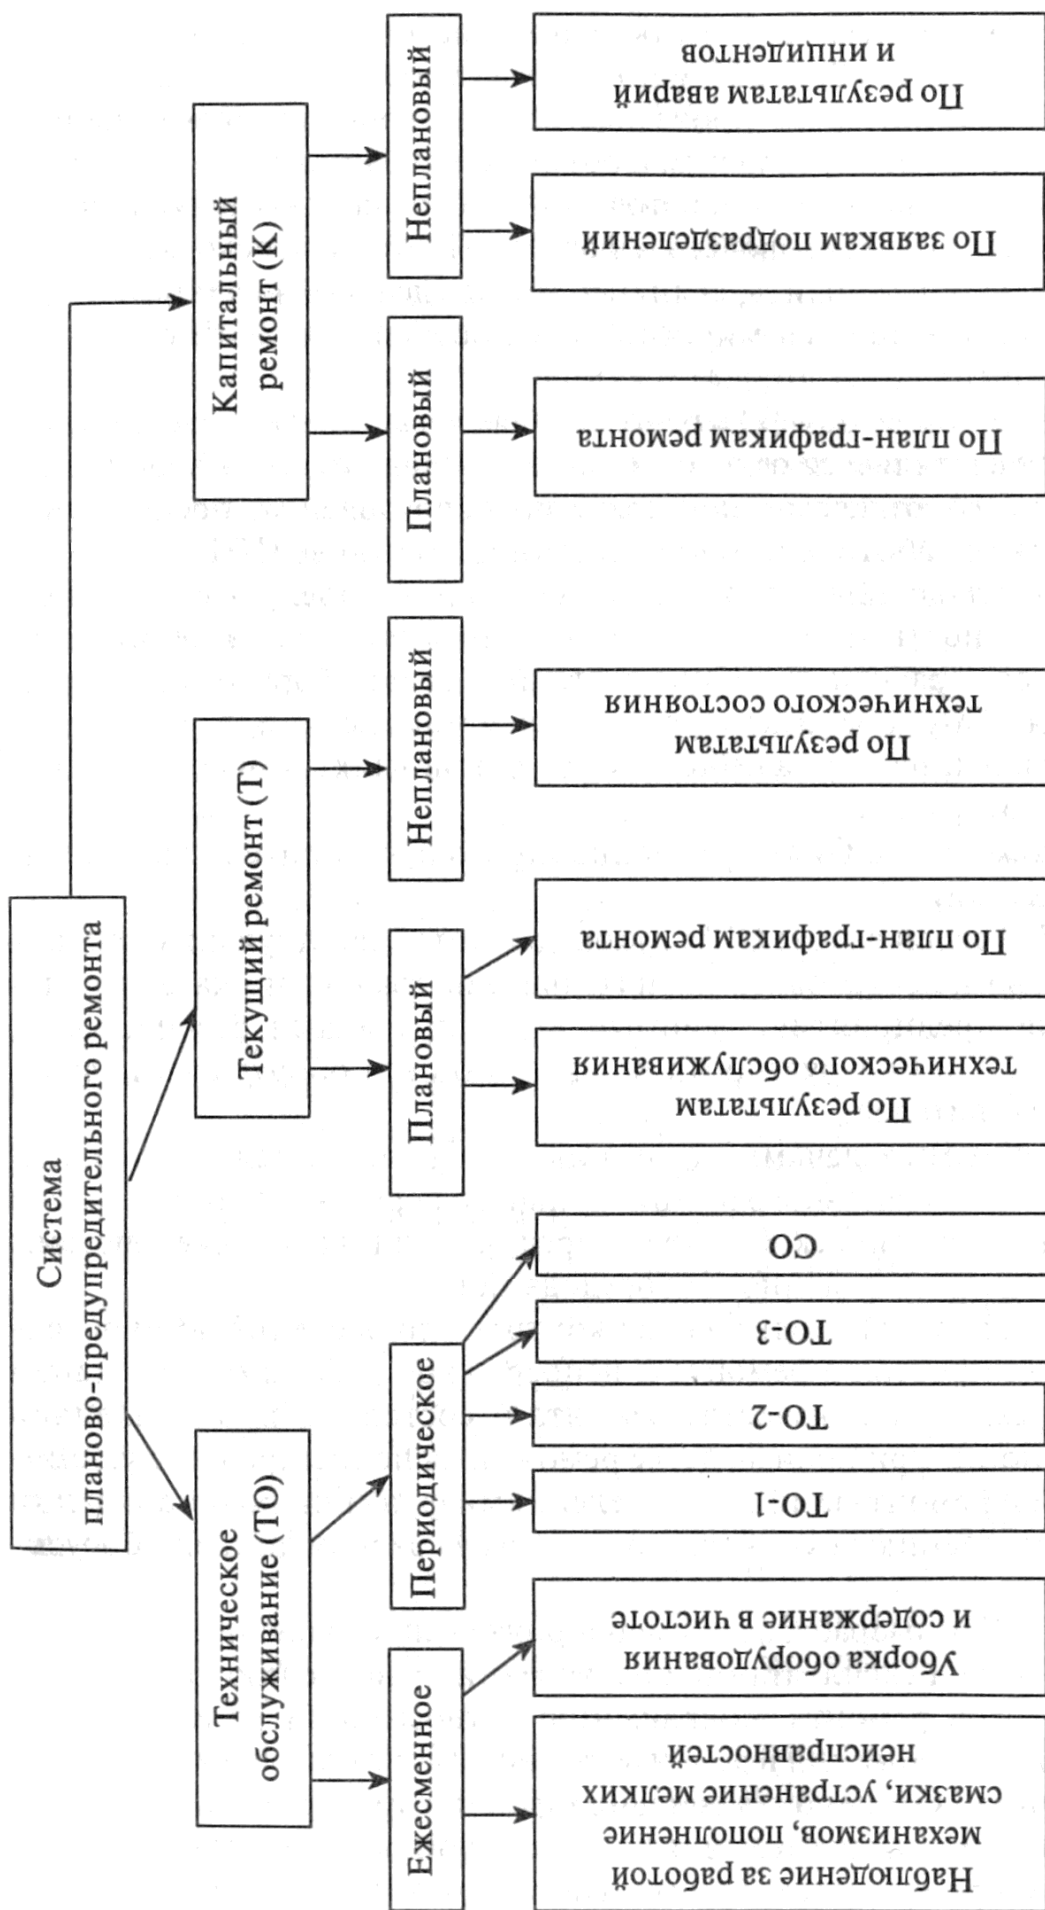 Система
планово-предупредительного ремонта
Техническое
обслуживание (ТО)
Текущий ремонт (Т)
Капитальный
ремонт (К)
Ежесменное
Периодическое
Плановый
Неплановый
Плановый
Неплановый
Наблюдение за работой
механизмов, пополнение
смазки, устранение мелких
неисправностей
Уборка оборудования
и содержание в чистоте
ТО-1
ТО-2
ТО-3
СО
По результатам
технического обслуживания
По план-графикам ремонта
По результатам
технического состояния
По план-графикам ремонта
По заявкам подразделений
По результатам аварий
и инцидентов